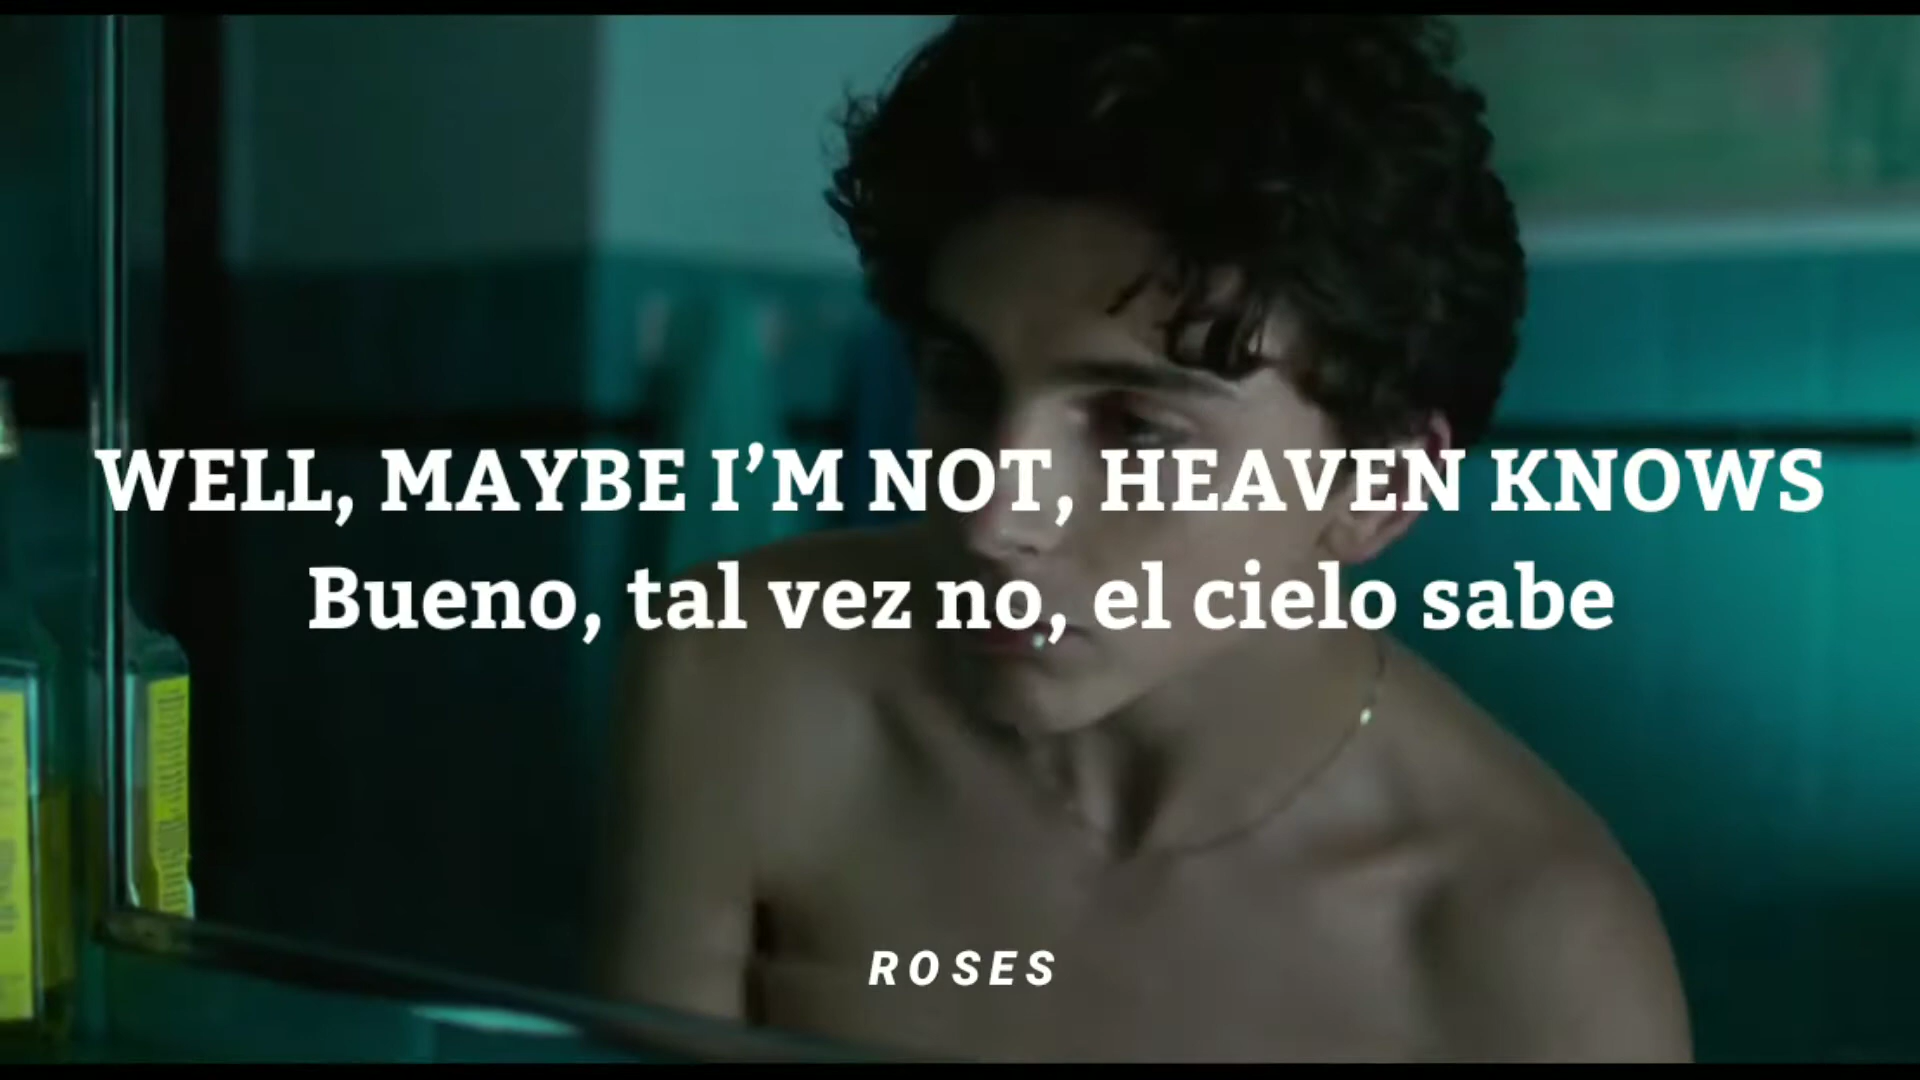 WELL, MAYBE I’M NOT, HEAVEN KNOWS
Bueno, tal vez no, el cielo sabe
ROSES